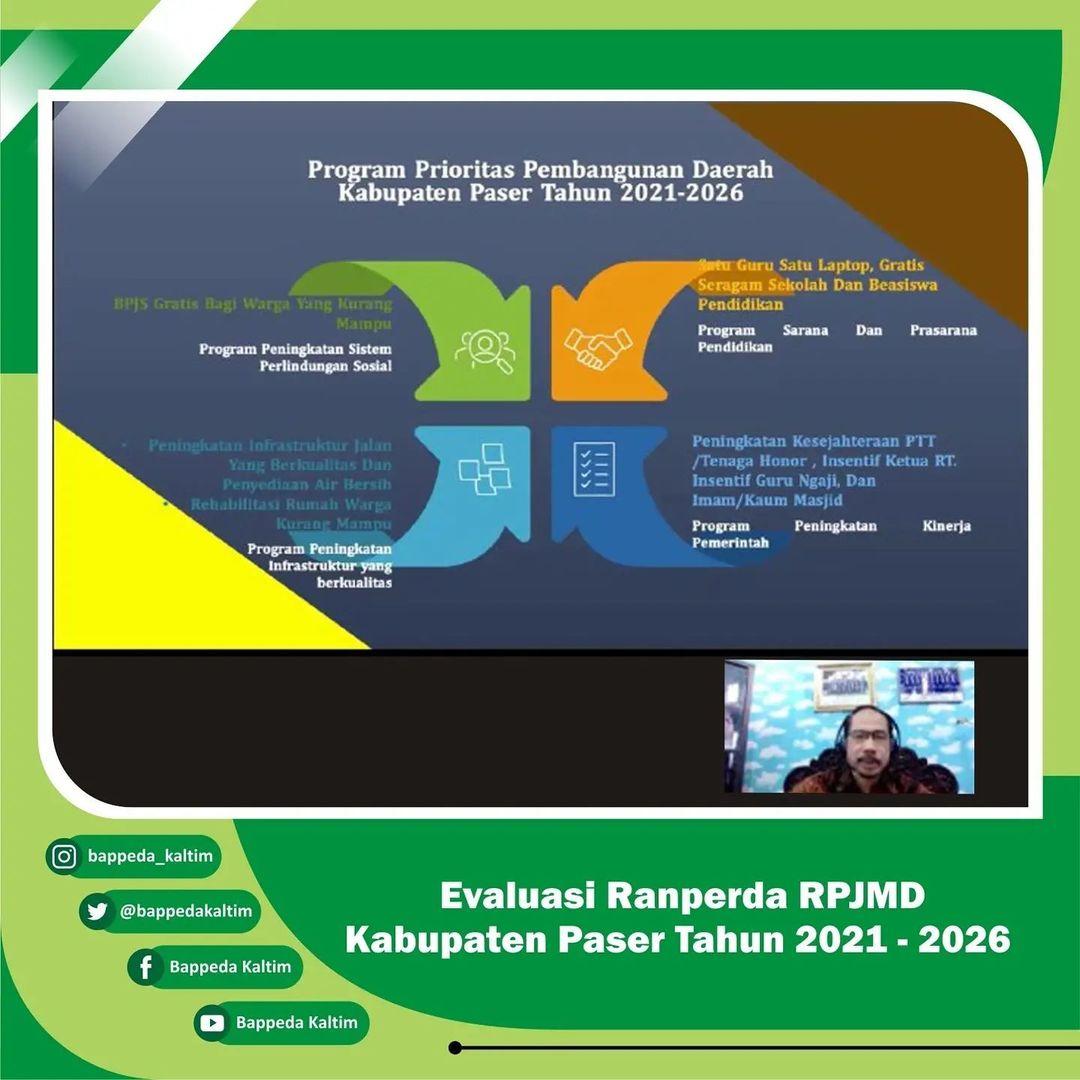 Program Prioritas Pembangunan Daerah
Kabupaten Paser Tahun 2021-2026
BPJS Gratis Bagi Warga Yang Kurang
Mampu
Program Peningkatan Sistem
Perlindungan Sosial
Satu Guru Satu Laptop, Gratis
Seragam Sekolah Dan Beasiswa
Pendidikan
Program Sarana Dan Prasarana
Pendidikan
• Peningkatan Infrastruktur Jalan
Yang Berkualitas Dan
Penyediaan Air Bersih
• Rehabilitasi Rumah Warga
Kurang Mampu
Program Peningkatan
Infrastruktur yang
berkualitas
Peningkatan Kesejahteraan PTT
/Tenaga Honor , Insentif Ketua RT.
Insentif Guru Ngaji, Dan
Imam/Kaum Masjid
Program Peningkatan Kinerja
Pemerintah
bappeda_kaltim
@bappedakaltim
Bappeda Kaltim
Bappeda Kaltim
Evaluasi Ranperda RPJMD
Kabupaten Paser Tahun 2021 - 2026